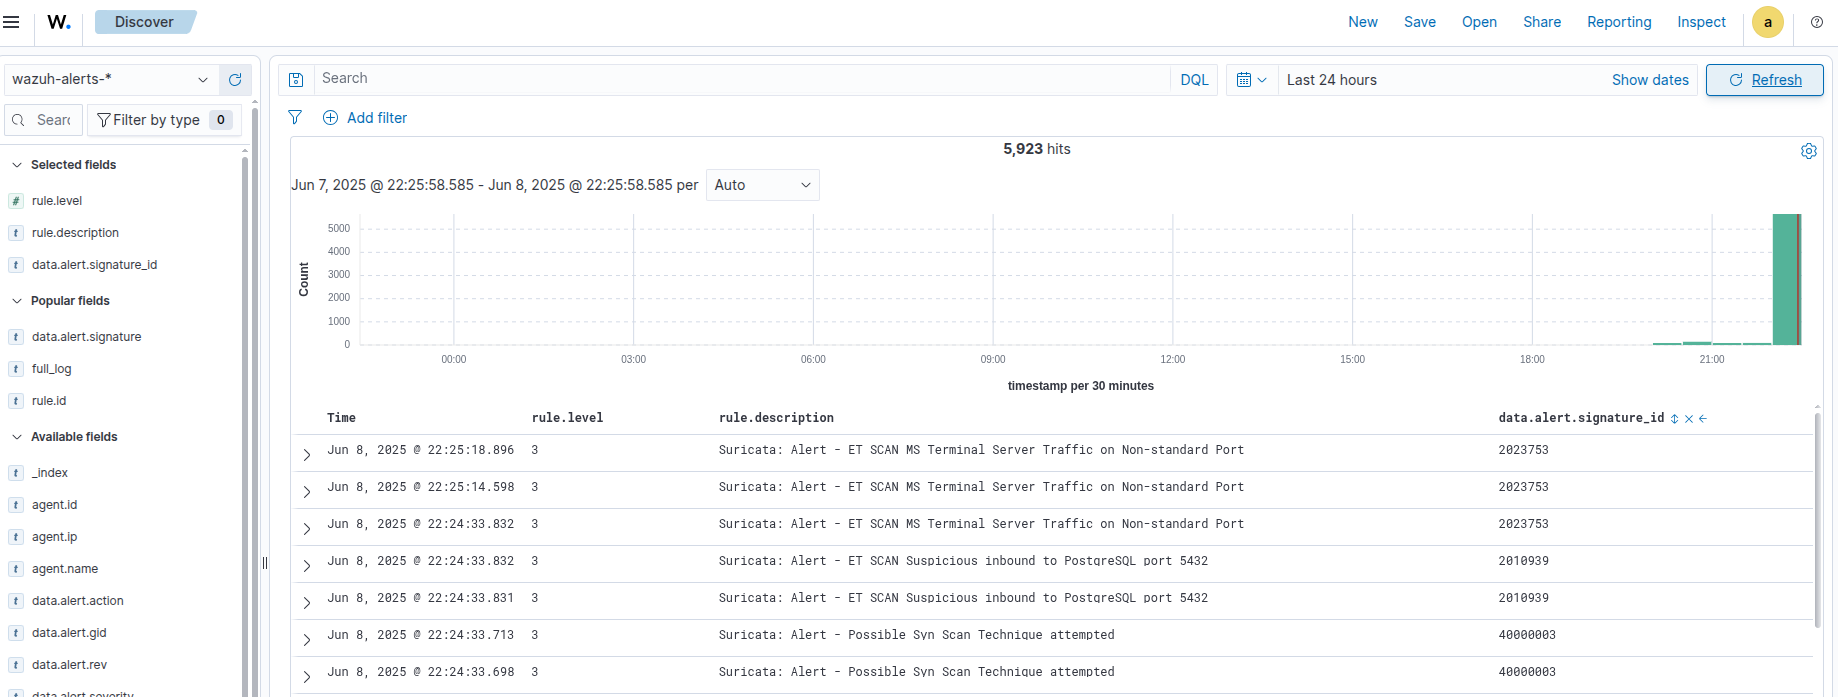 W. Discover New Save Open Share Reporting Inspect a
wazuh-alerts-*
Search DQL Last 24 hours Show dates Refresh
Searc Filter by type 0
Add filter
Selected fields
# rule.level
t rule.description
t data.alert.signature_id
Popular fields
t data.alert.signature
t full_log
t rule.id
Available fields
t _index
t agent.id
t agent.ip
t agent.name
t data.alert.action
t data.alert.gid
t data.alert.rev
t data.alert.severity
5,923 hits
Jun 7, 2025 @ 22:25:58.585 - Jun 8, 2025 @ 22:25:58.585 per Auto
Count
5000
4000
3000
2000
1000
0
00:00 03:00 06:00 09:00 12:00 15:00 18:00 21:00
timestamp per 30 minutes
Time rule.level rule.description data.alert.signature_id
Jun 8, 2025 @ 22:25:18.896 3 Suricata: Alert - ET SCAN MS Terminal Server Traffic on Non-standard Port 2023753
Jun 8, 2025 @ 22:25:14.598 3 Suricata: Alert - ET SCAN MS Terminal Server Traffic on Non-standard Port 2023753
Jun 8, 2025 @ 22:24:33.832 3 Suricata: Alert - ET SCAN MS Terminal Server Traffic on Non-standard Port 2023753
Jun 8, 2025 @ 22:24:33.832 3 Suricata: Alert - ET SCAN Suspicious inbound to PostgreSQL port 5432 2010939
Jun 8, 2025 @ 22:24:33.831 3 Suricata: Alert - ET SCAN Suspicious inbound to PostgreSQL port 5432 2010939
Jun 8, 2025 @ 22:24:33.713 3 Suricata: Alert - Possible Syn Scan Technique attempted 40000003
Jun 8, 2025 @ 22:24:33.698 3 Suricata: Alert - Possible Syn Scan Technique attempted 40000003